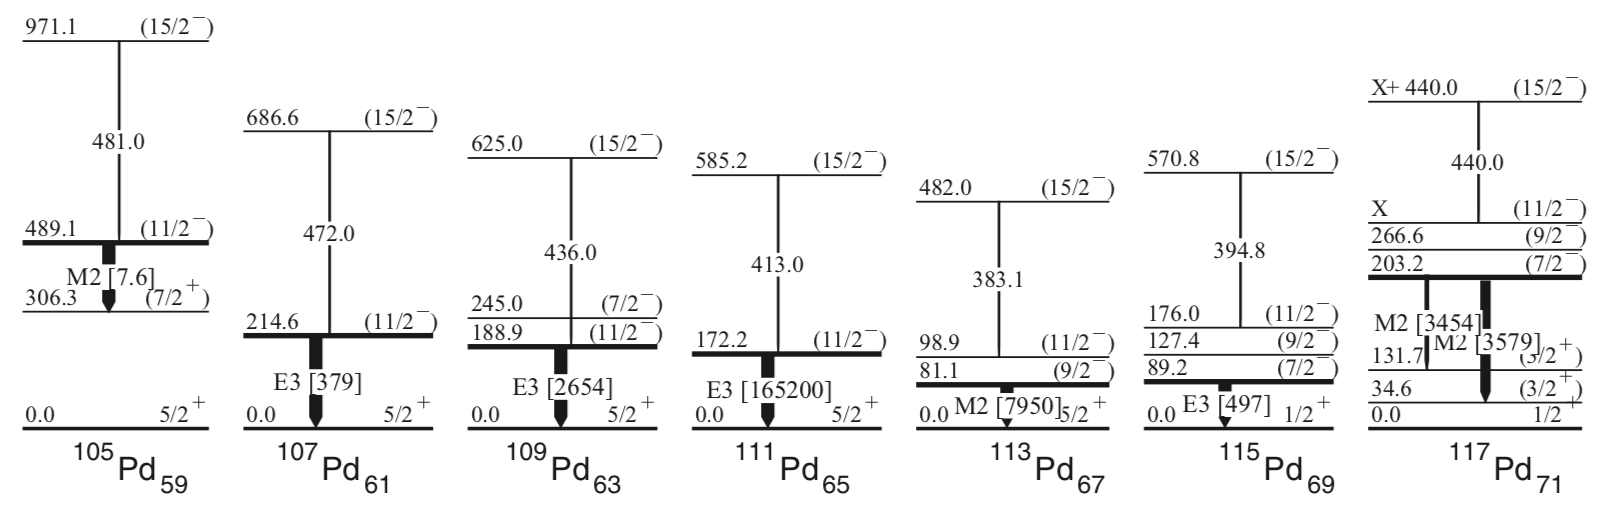 971.1 (15/2⁻)
481.0
489.1 (11/2⁻)
M2 [7.6]
306.3 (7/2⁺)
¹⁰⁵Pd₅₉
686.6 (15/2⁻)
472.0
214.6 (11/2⁻)
E3 [379]
0.0 5/2⁺
¹⁰⁷Pd₆₁
625.0 (15/2⁻)
436.0
245.0 (7/2⁻)
188.9 (11/2⁻)
E3 [2654]
0.0 5/2⁺
¹⁰⁹Pd₆₃
585.2 (15/2⁻)
413.0
172.2 (11/2⁻)
E3 [165200]
0.0 5/2⁺
¹¹¹Pd₆₅
482.0 (15/2⁻)
383.1
98.9 (11/2⁻)
81.1 (9/2⁻)
M2 [7950]
0.0 5/2⁺
¹¹³Pd₆₇
570.8 (15/2⁻)
394.8
176.0 (11/2⁻)
127.4 (9/2⁻)
89.2 (7/2⁻)
E3 [497]
0.0 1/2⁺
¹¹⁵Pd₆₉
X+ 440.0 (15/2⁻)
440.0
X (11/2⁻)
266.6 (9/2⁻)
203.2 (7/2⁻)
M2 [3454]
M2 [3579]
131.7 /2⁺)
34.6 (3/2⁺)
0.0 1/2⁺
¹¹⁷Pd₇₁
0.0 5/2⁺